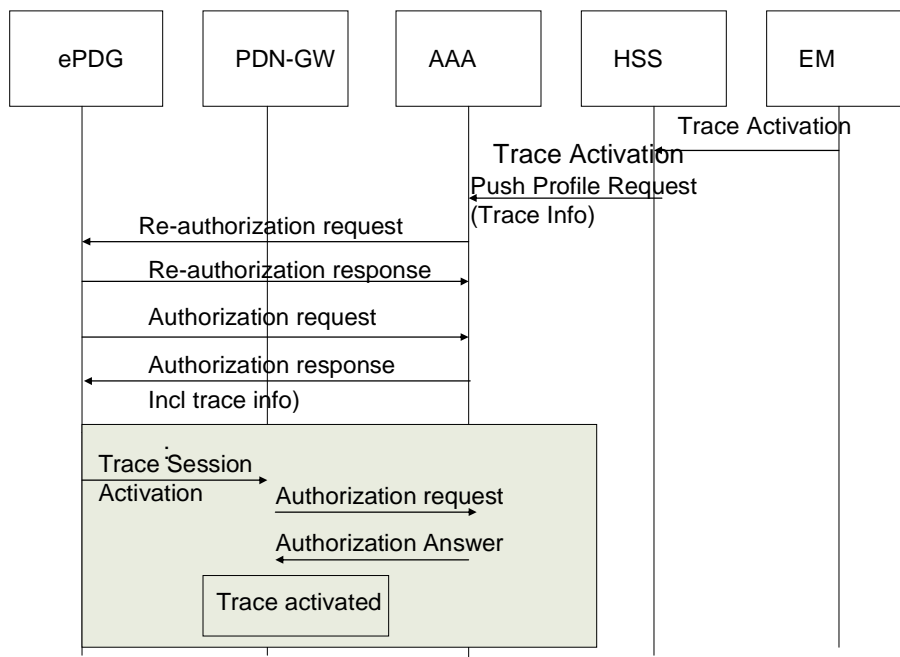 ePDG
PDN-GW
AAA
HSS
EM
Trace Activation
Trace Activation
Push Profile Request
(Trace Info)
Re-authorization request
Re-authorization response
Authorization request
Authorization response
Incl trace info)
:
Trace Session
Activation
Authorization request
Authorization Answer
Trace activated